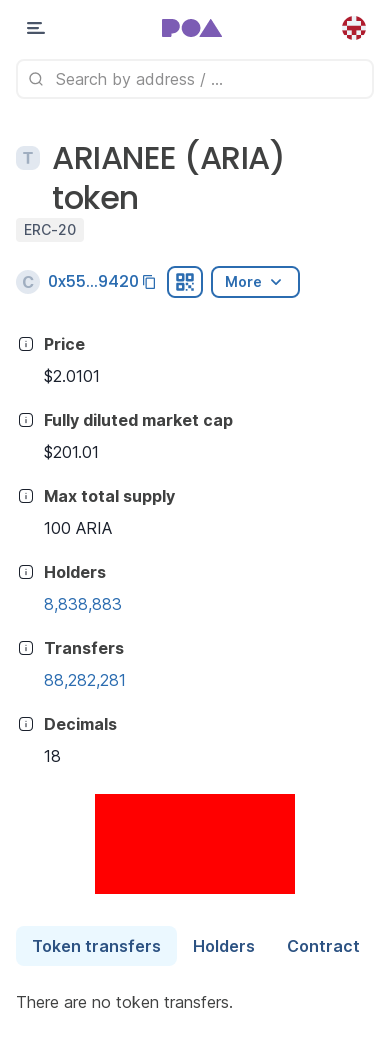 POA
Search by address / ...
T
ARIANEE (ARIA)
token
ERC-20
C 0x55...9420 More
Price
$2.0101
Fully diluted market cap
$201.01
Max total supply
100 ARIA
Holders
8,838,883
Transfers
88,282,281
Decimals
18
Token transfers Holders Contract
There are no token transfers.